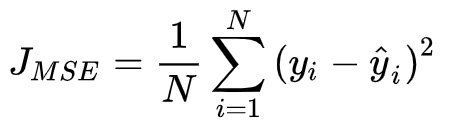 J_{MSE} = \frac{1}{N} \sum_{i=1}^{N} (y_i - \hat{y}_i)^2